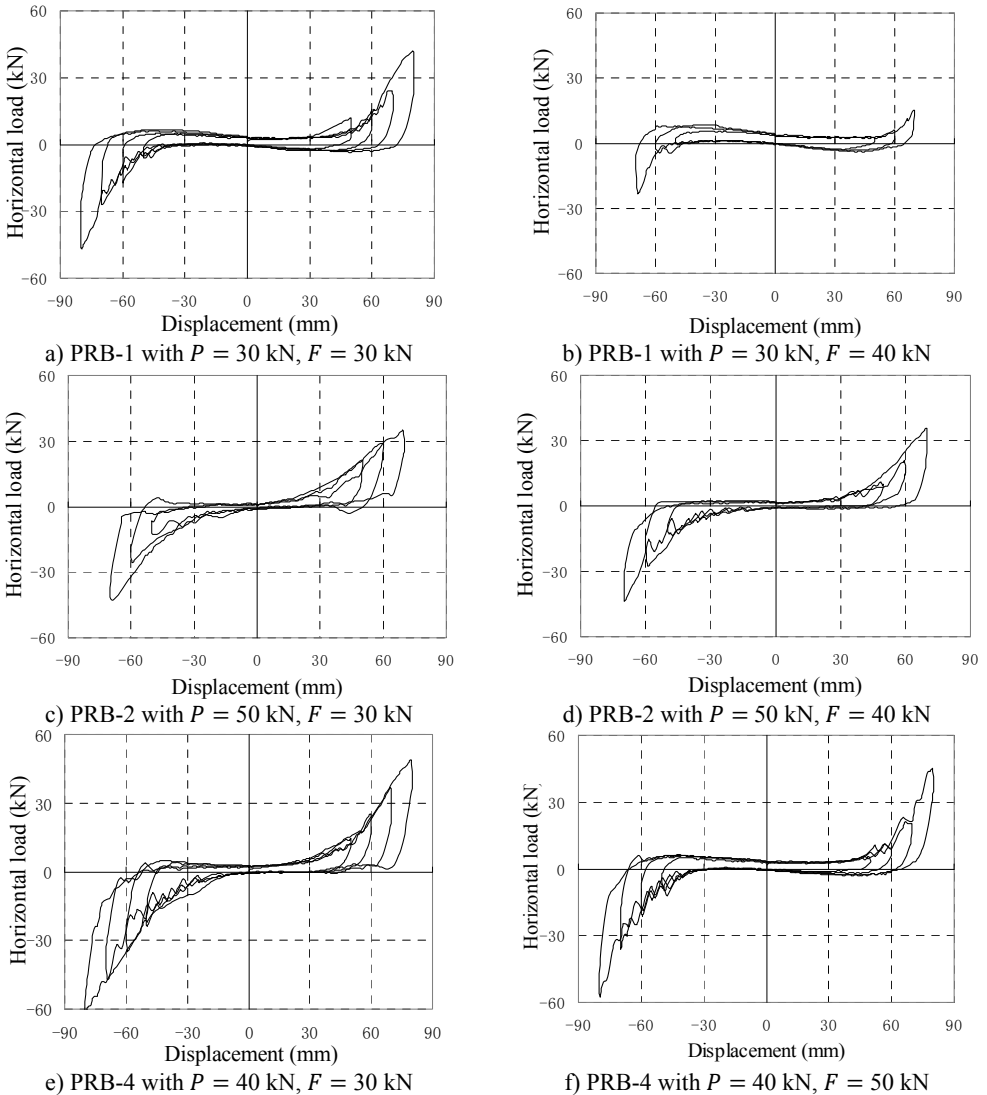 60
30
0
−30
−60
Horizontal load (kN)
−90 −60 −30 0 30 60 90
Displacement (mm)
a) PRB-1 with P = 30 kN, F = 30 kN
60
30
0
−30
−60
Horizontal load (kN)
−90 −60 −30 0 30 60 90
Displacement (mm)
b) PRB-1 with P = 30 kN, F = 40 kN
60
30
0
−30
−60
Horizontal load (kN)
−90 −60 −30 0 30 60 90
Displacement (mm)
c) PRB-2 with P = 50 kN, F = 30 kN
60
30
0
−30
−60
Horizontal load (kN)
−90 −60 −30 0 30 60 90
Displacement (mm)
d) PRB-2 with P = 50 kN, F = 40 kN
60
30
0
−30
−60
Horizontal load (kN)
−90 −60 −30 0 30 60 90
Displacement (mm)
e) PRB-4 with P = 40 kN, F = 30 kN
60
30
0
−30
−60
Horizontal load (kN)
−90 −60 −30 0 30 60 90
Displacement (mm)
f) PRB-4 with P = 40 kN, F = 50 kN